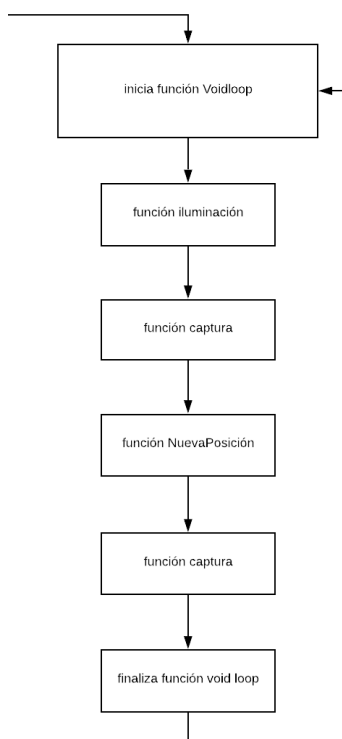 inicia función Voidloop
función iluminación
función captura
función NuevaPosición
función captura
finaliza función void loop